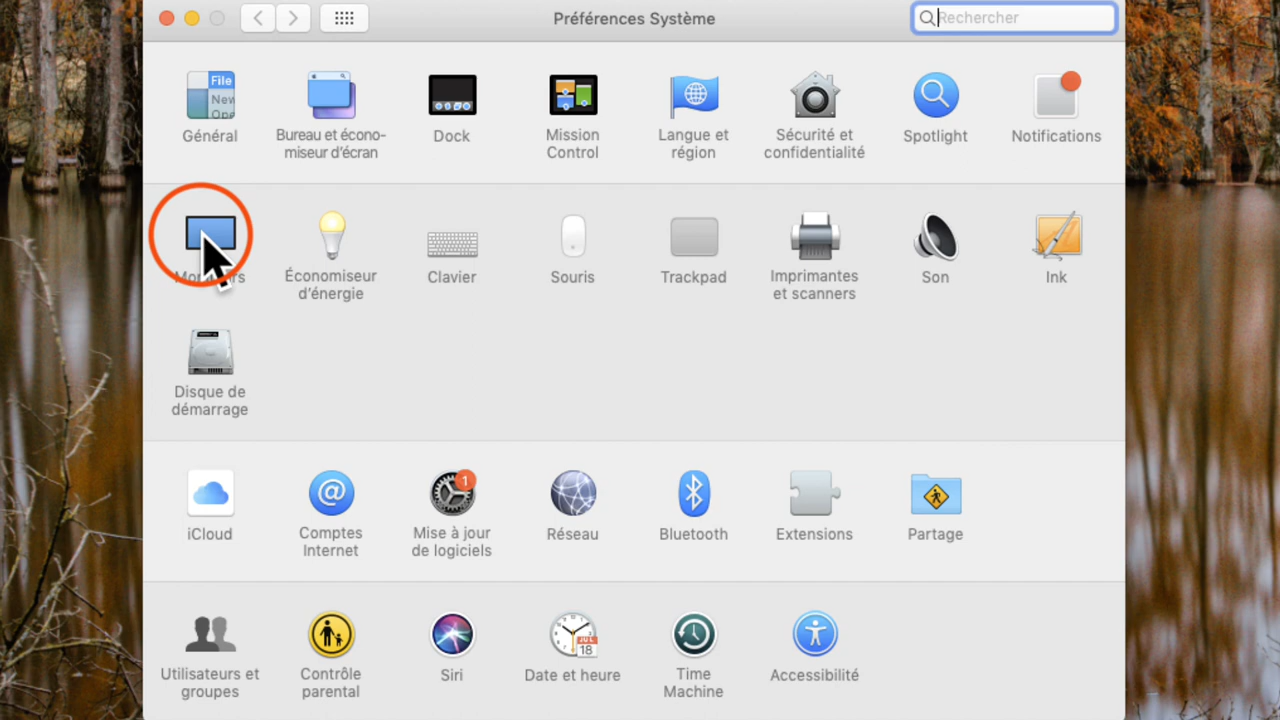 Préférences Système
Rechercher
File
New
Ope
Général
Bureau et écono-
miseur d'écran
Dock
Mission
Control
Langue et
région
Sécurité et
confidentialité
Spotlight
Notifications
Économiseur
d'énergie
Clavier
Souris
Trackpad
Imprimantes
et scanners
Son
Ink
Disque de
démarrage
iCloud
@
Comptes
Internet
1
Mise à jour
de logiciels
Réseau
Bluetooth
Extensions
Partage
Utilisateurs et
groupes
Contrôle
parental
Siri
JUL
18
Date et heure
Time
Machine
Accessibilité